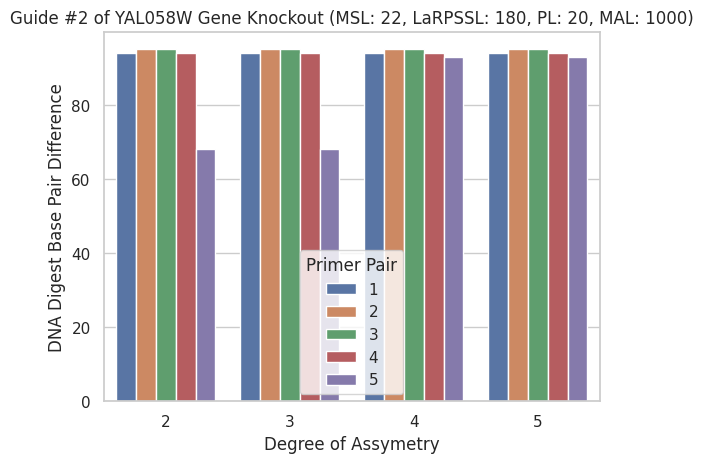 Guide #2 of YAL058W Gene Knockout (MSL: 22, LaRPSSL: 180, PL: 20, MAL: 1000)
DNA Digest Base Pair Difference
80
60
40
20
0
Primer Pair
1
2
3
4
5
2 3 4 5
Degree of Assymetry